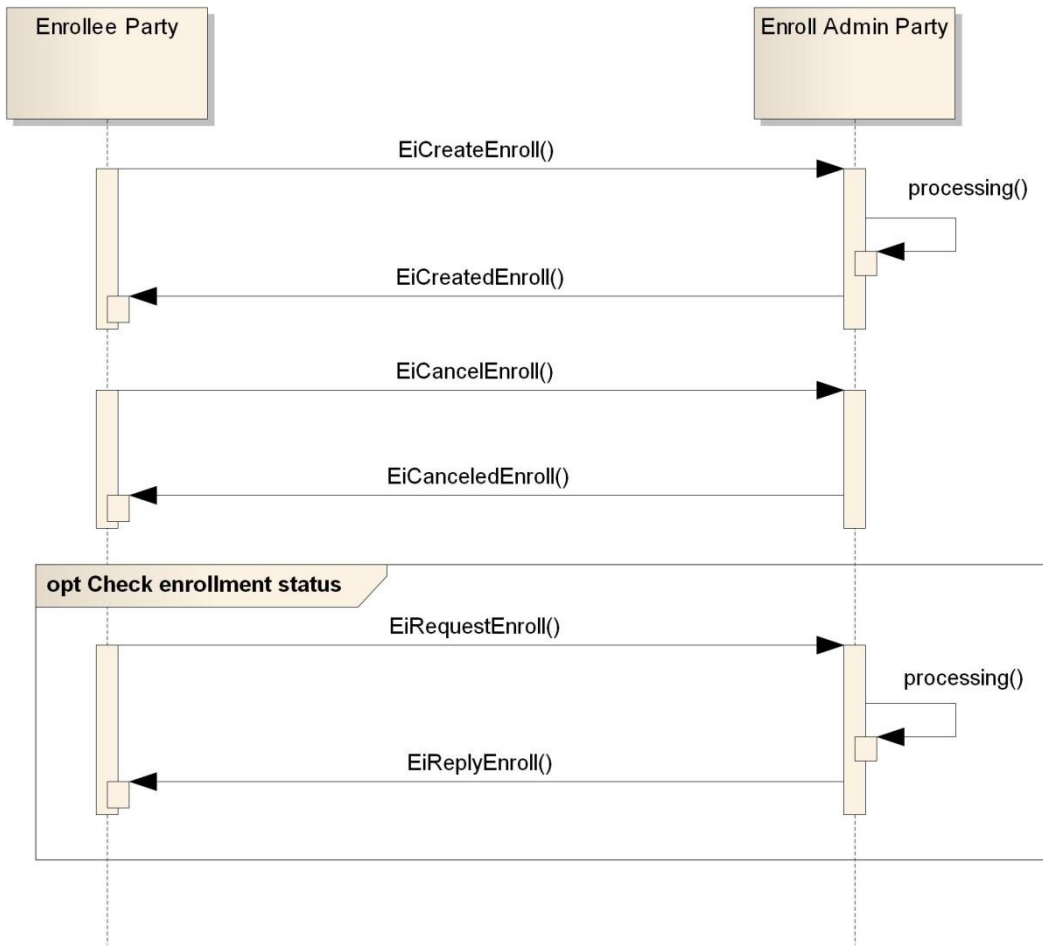 Enrollee Party
Enroll Admin Party
EiCreateEnroll()
processing()
EiCreatedEnroll()
EiCancelEnroll()
EiCanceledEnroll()
opt Check enrollment status
EiRequestEnroll()
processing()
EiReplyEnroll()